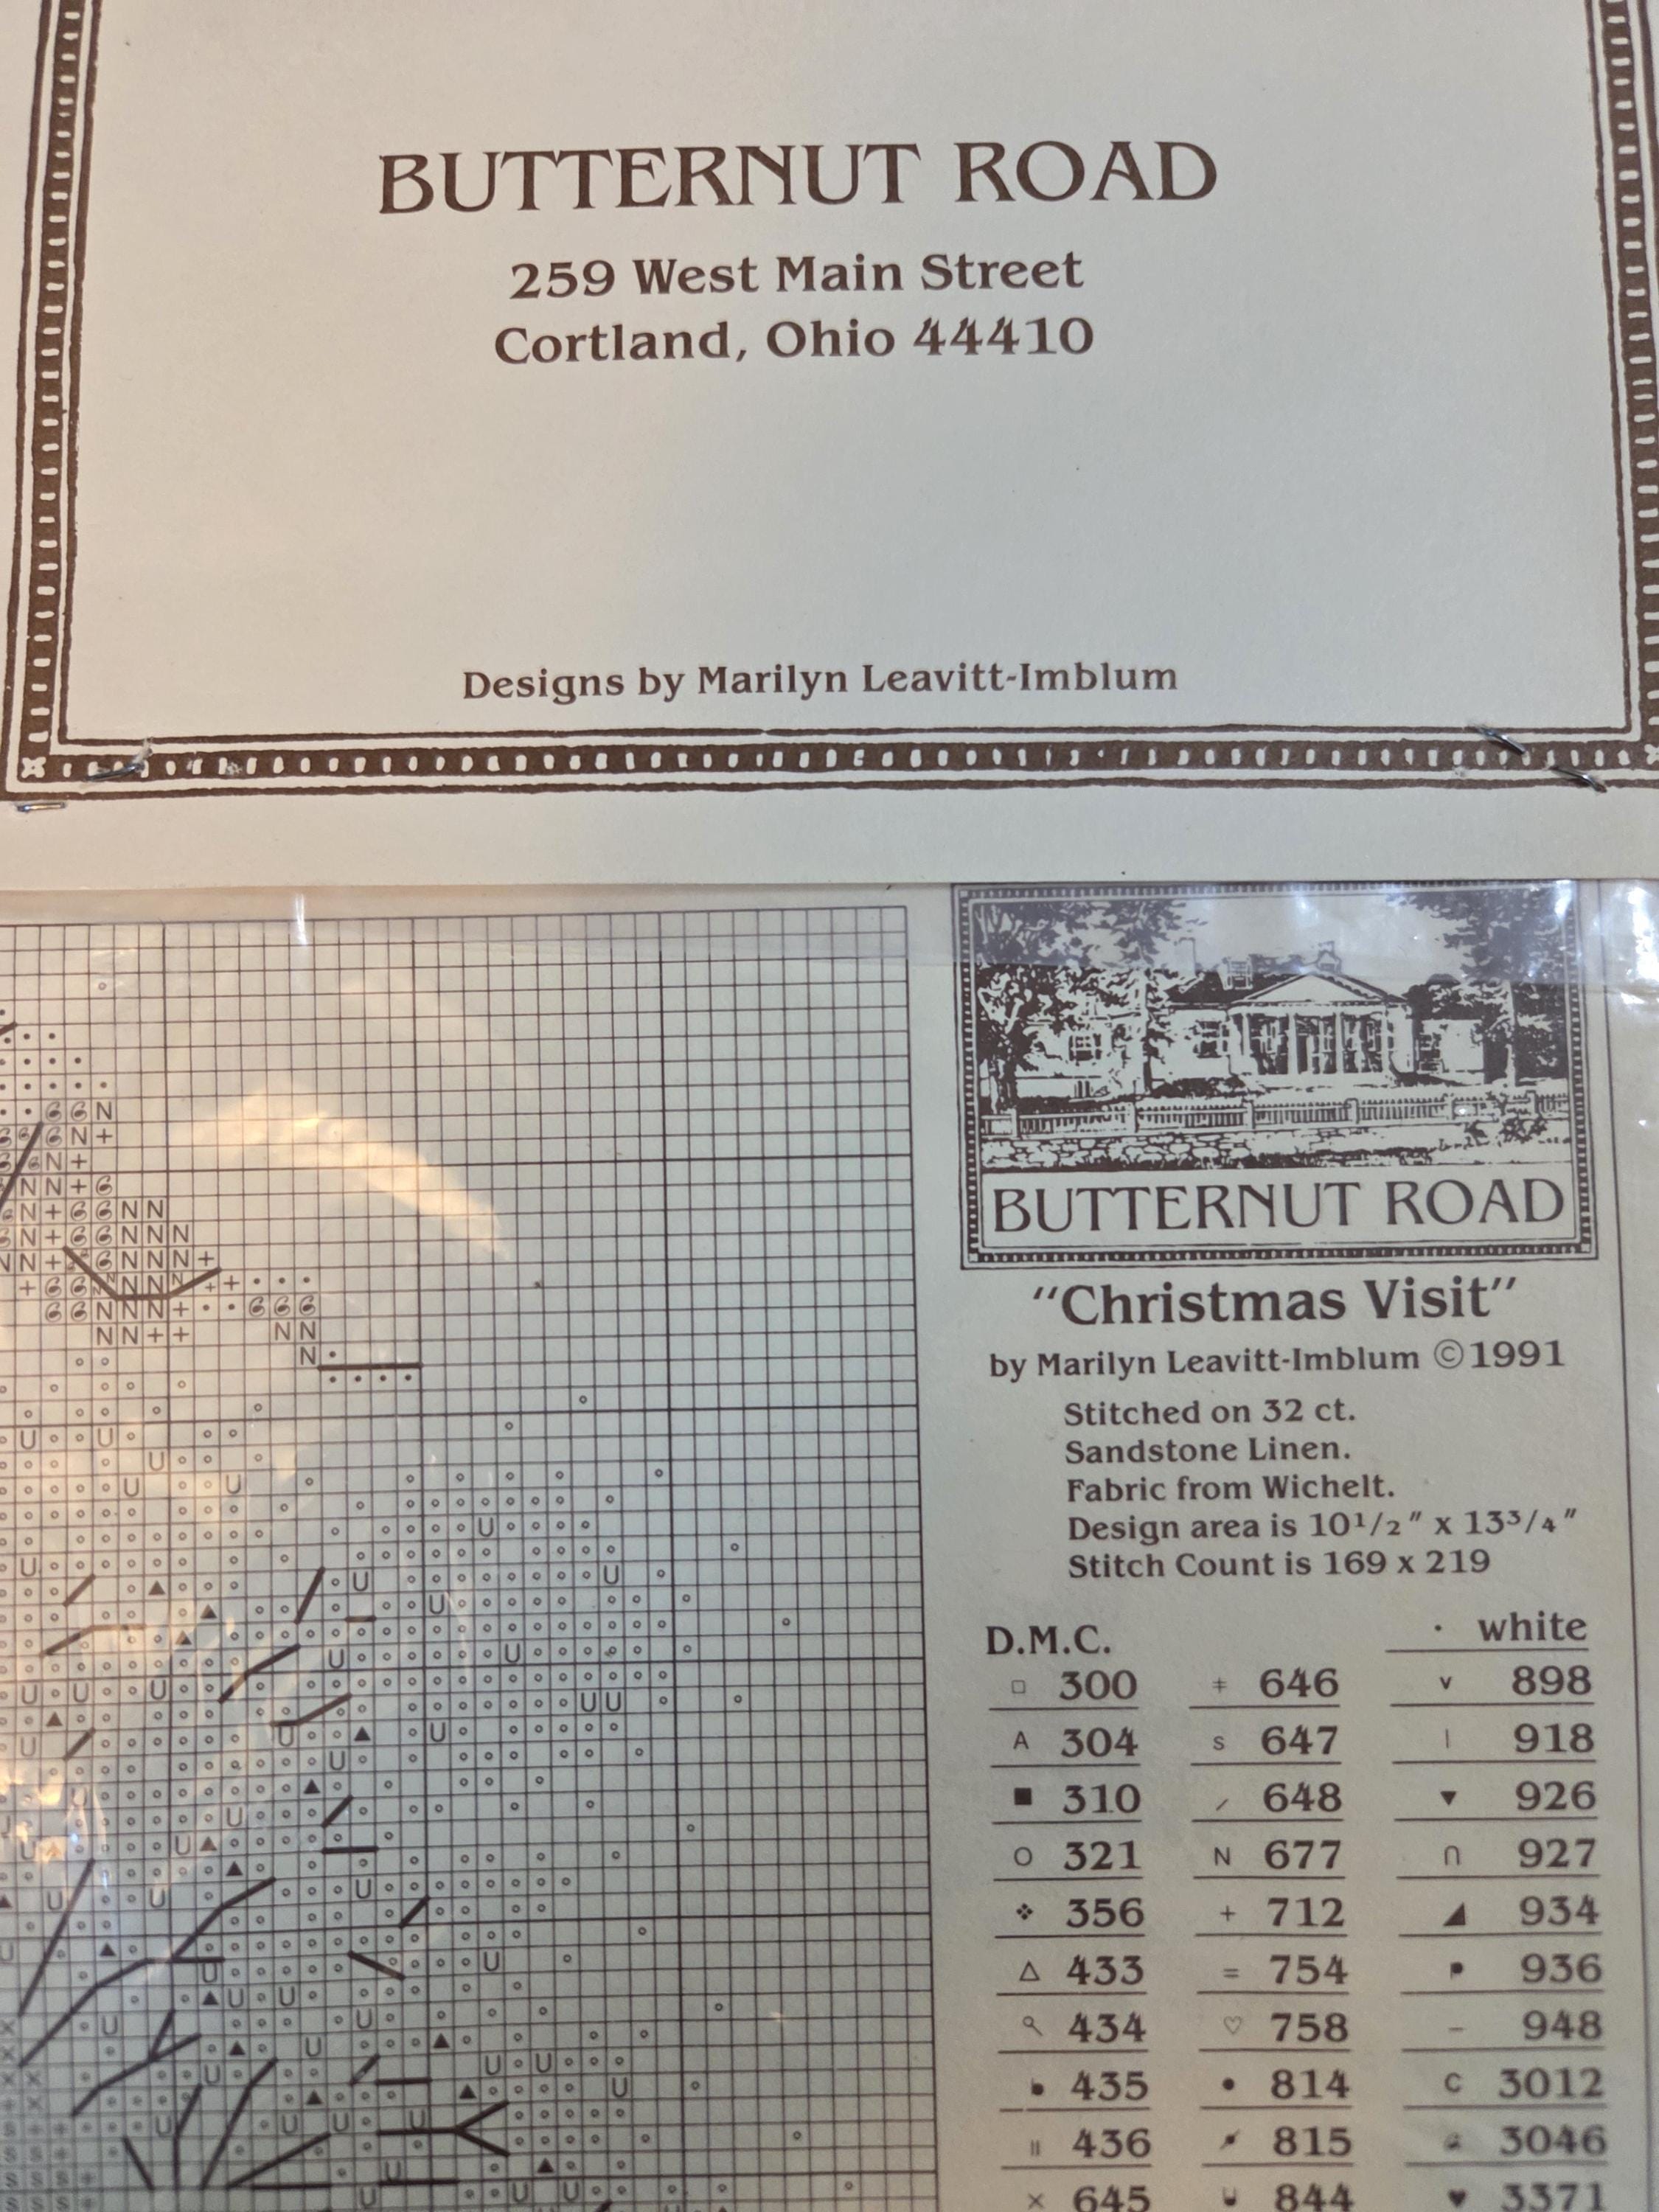 BUTTERNUT ROAD
259 West Main Street
Cortland, Ohio 44410
Designs by Marilyn Leavitt-Imblum
BUTTERNUT ROAD
"Christmas Visit"
by Marilyn Leavitt-Imblum ©1991
Stitched on 32 ct.
Sandstone Linen.
Fabric from Wichelt.
Design area is 10 1/2" x 13 3/4"
Stitch Count is 169 x 219
D.M.C.
□ 300
A 304
■ 310
O 321
❖ 356
△ 433
434
435
॥ 436
× 645
‡ 646
s 647
⟋ 648
N 677
+ 712
= 754
♡ 758
• 814
815
844
· white
v 898
| 918
▼ 926
∩ 927
◢ 934
936
– 948
C 3012
3046
♥ 3371